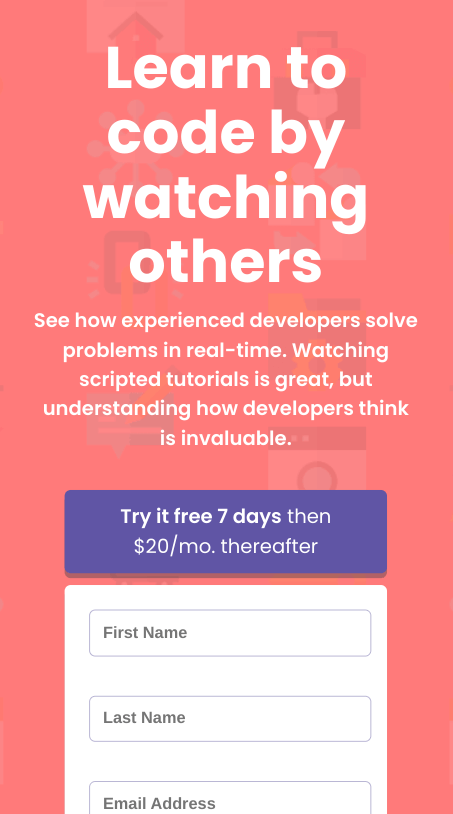 Learn to
code by
watching
others
See how experienced developers solve
problems in real-time. Watching
scripted tutorials is great, but
understanding how developers think
is invaluable.
Try it free 7 days then
$20/mo. thereafter
First Name
Last Name
Email Address